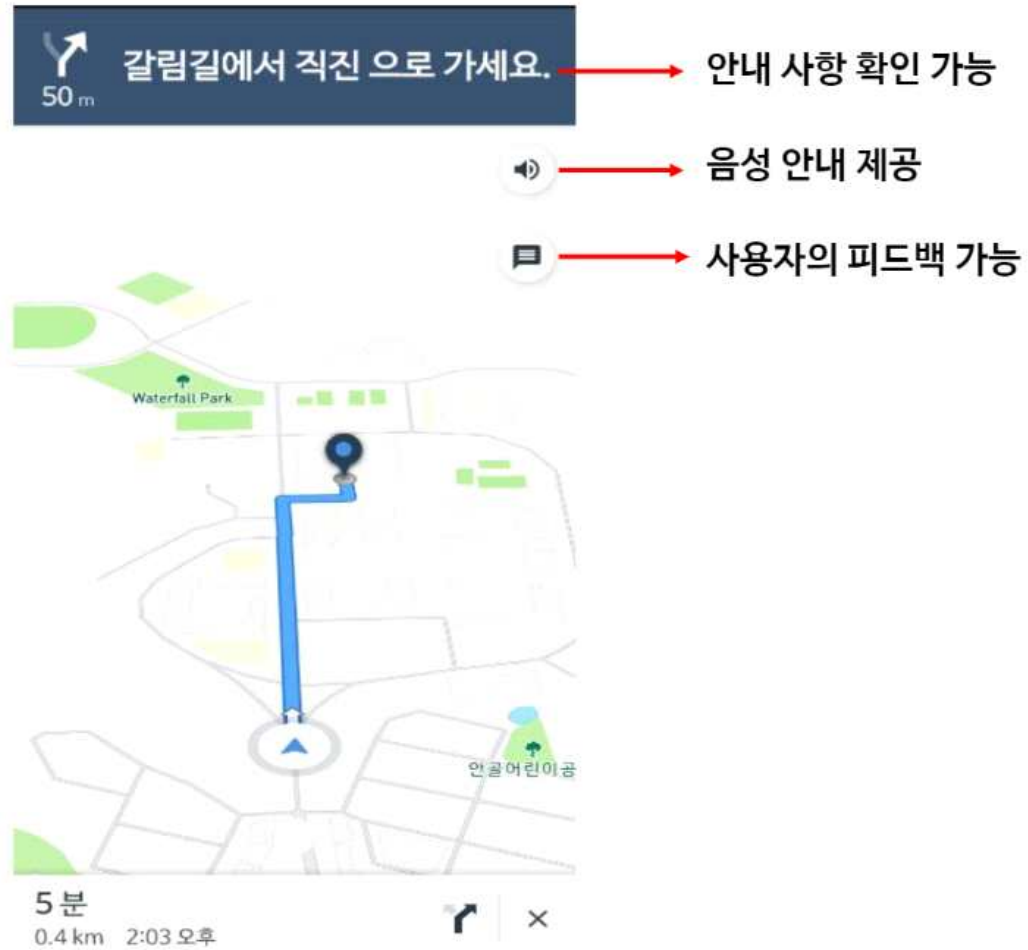 갈림길에서 직진 으로 가세요.
50 m
안내 사항 확인 가능
음성 안내 제공
사용자의 피드백 가능
Waterfall Park
안골어린이공
5분
0.4 km 2:03 오후